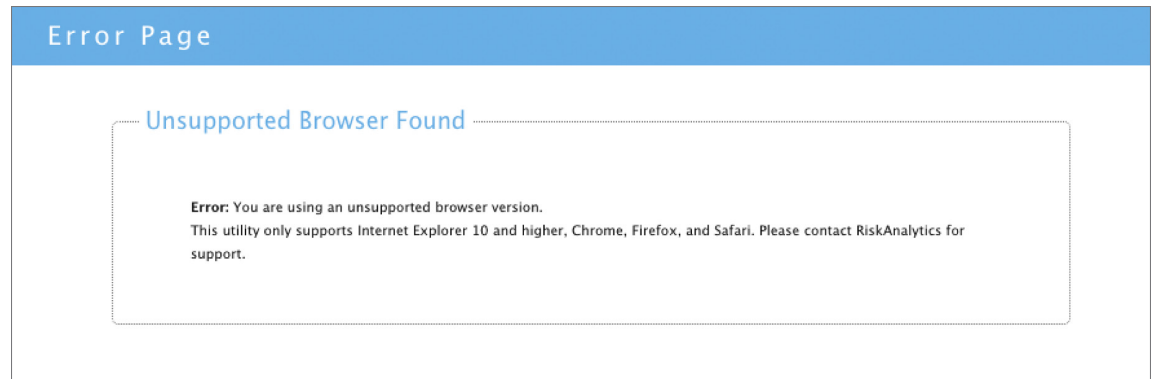 Error Page
Unsupported Browser Found
Error: You are using an unsupported browser version.
This utility only supports Internet Explorer 10 and higher, Chrome, Firefox, and Safari. Please contact RiskAnalytics for
support.